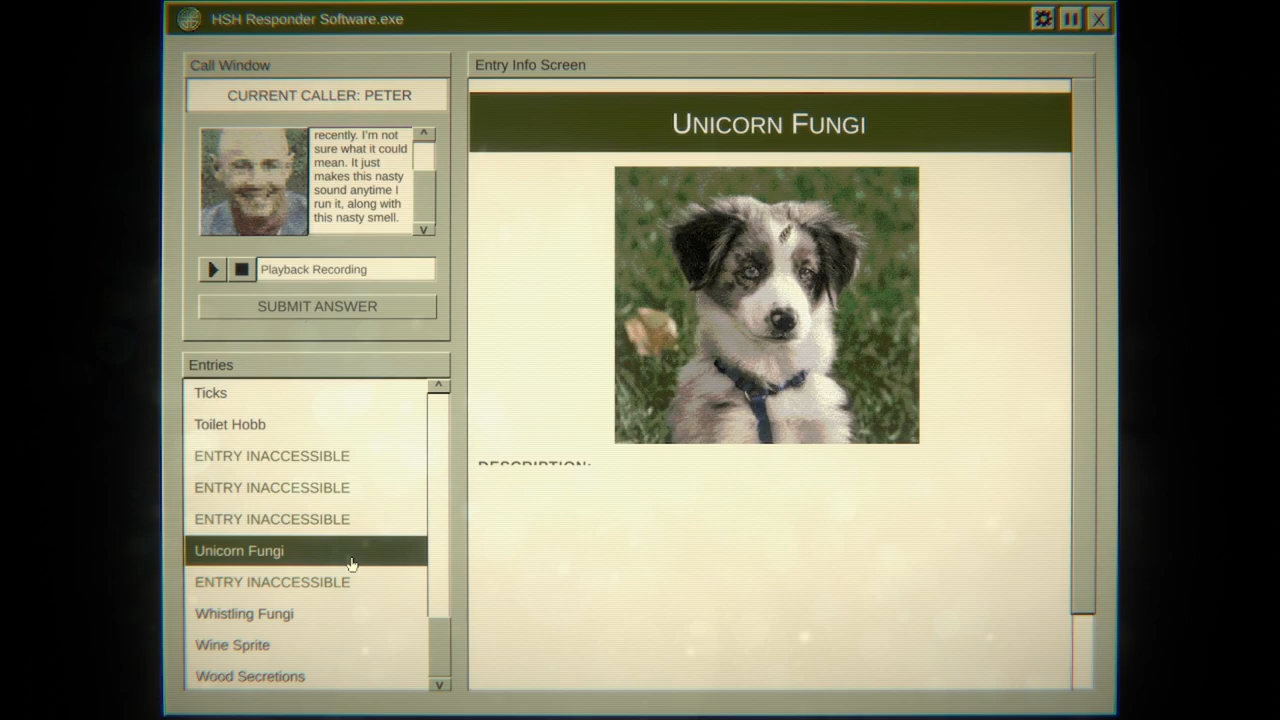 HSH Responder Software.exe
Call Window
CURRENT CALLER: PETER
recently. I'm not
sure what it could
mean. It just
makes this nasty
sound anytime I
run it, along with
this nasty smell.
Playback Recording
SUBMIT ANSWER
Entries
Ticks
Toilet Hobb
ENTRY INACCESSIBLE
ENTRY INACCESSIBLE
ENTRY INACCESSIBLE
Unicorn Fungi
ENTRY INACCESSIBLE
Whistling Fungi
Wine Sprite
Wood Secretions
Entry Info Screen
UNICORN FUNGI
DESCRIPTION: